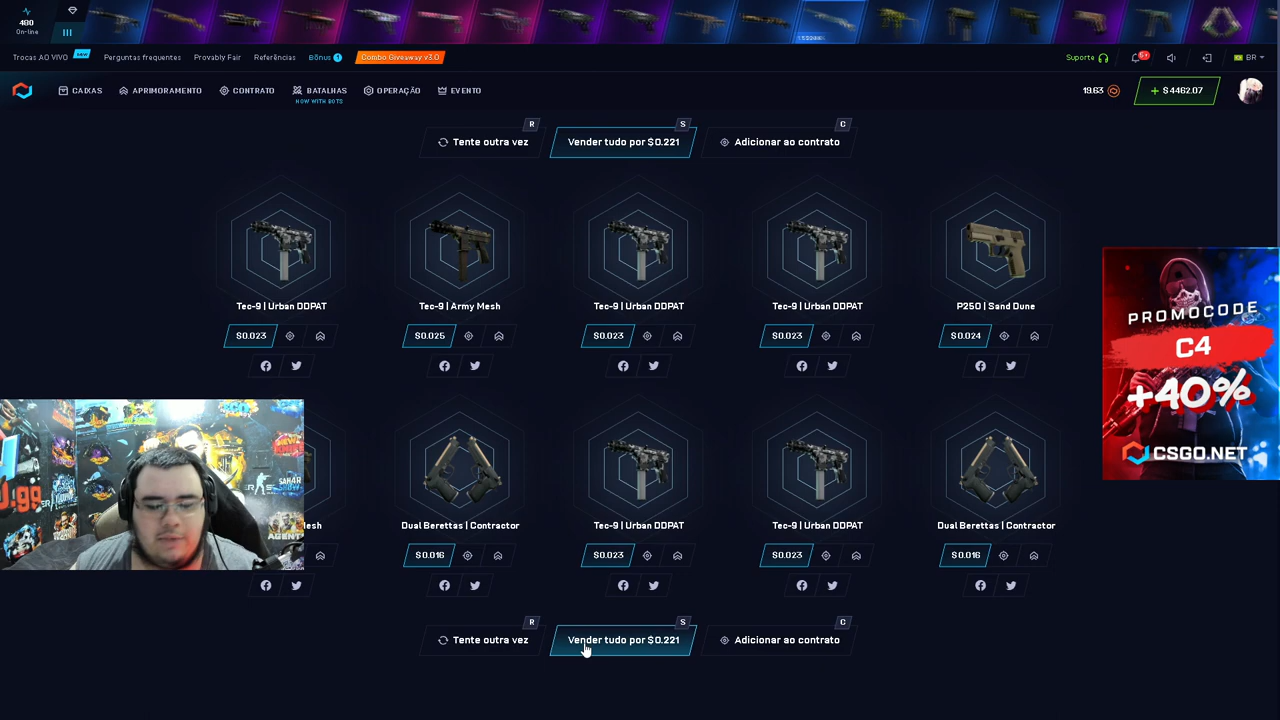 480
On-line
Trocas AO VIVO
NEW
Perguntas frequentes
Provably Fair
Referências
Bônus
1
Combo Giveaway v3.0
Suporte
5+
BR
CAIXAS
APRIMORAMENTO
CONTRATO
BATALHAS
NOW WITH BOTS
OPERAÇÃO
EVENTO
19.63
+ $ 4462.07
R
Tente outra vez
S
Vender tudo por $0.221
C
Adicionar ao contrato
Tec-9 | Urban DDPAT
Tec-9 | Army Mesh
Tec-9 | Urban DDPAT
Tec-9 | Urban DDPAT
P250 | Sand Dune
$0.023
$0.025
$0.023
$0.023
$0.024
PROMOCODE
C4
+40%
CSGO.NET
esh
Dual Berettas | Contractor
Tec-9 | Urban DDPAT
Tec-9 | Urban DDPAT
Dual Berettas | Contractor
$0.016
$0.023
$0.023
$0.016
R
Tente outra vez
S
Vender tudo por $0.221
C
Adicionar ao contrato